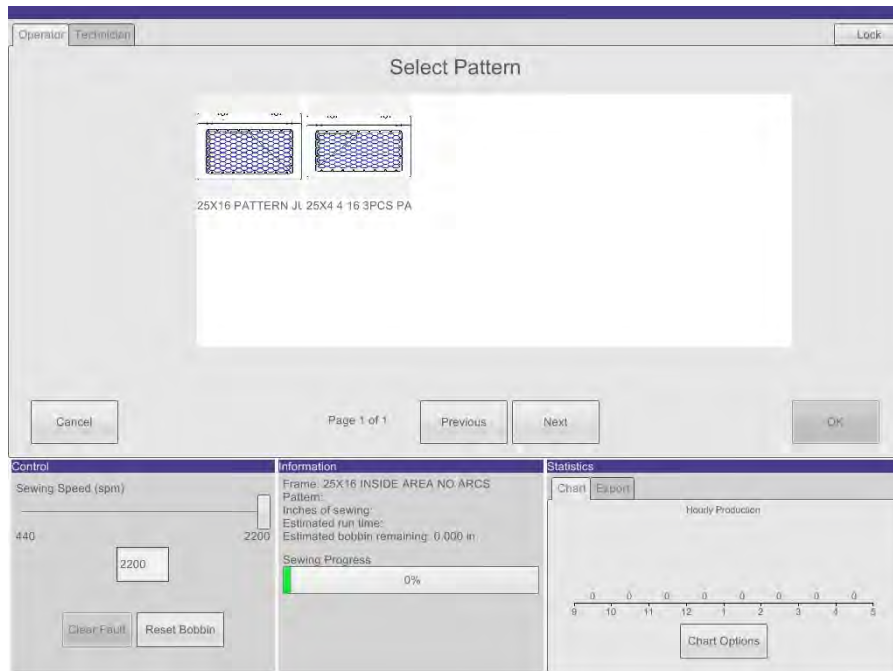 Operator Technician Lock
Select Pattern
25X16 PATTERN JU 25X4 4 16 3PCS PA
Cancel Page 1 of 1 Previous Next OK
Control
Sewing Speed (spm)
440 2200
2200
Clear Fault Reset Bobbin
Information
Frame: 25X16 INSIDE AREA NO ARCS
Pattern:
Inches of sewing:
Estimated run time:
Estimated bobbin remaining: 0.000 in
Sewing Progress
0%
Statistics
Chart Export
Hourly Production
0 0 0 0 0 0 0 0
9 10 11 12 1 2 3 4 5
Chart Options